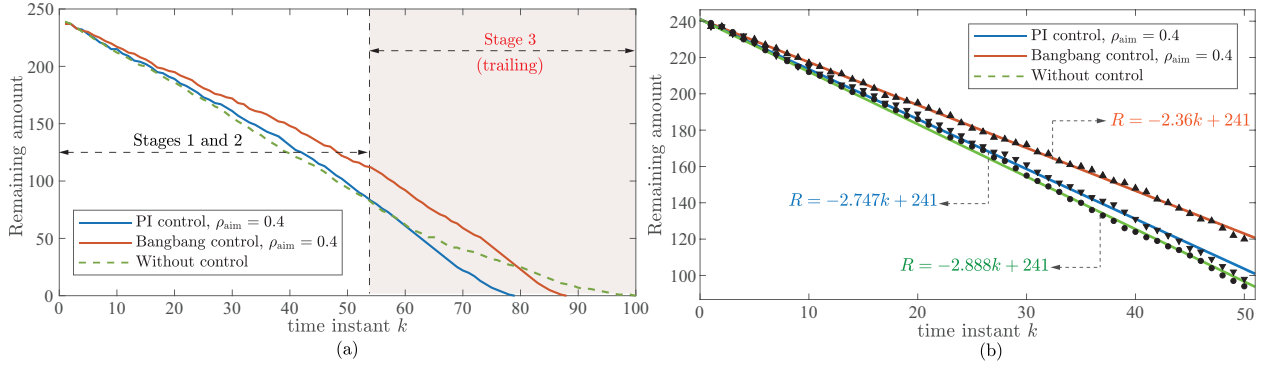 250
200
150
100
50
0
Remaining amount
0 10 20 30 40 50 60 70 80 90 100
time instant k
Stage 3
(trailing)
Stages 1 and 2
PI control, ρaim = 0.4
Bangbang control, ρaim = 0.4
Without control
(a)
240
220
200
180
160
140
120
100
Remaining amount
0 10 20 30 40 50
time instant k
PI control, ρaim = 0.4
Bangbang control, ρaim = 0.4
Without control
R = −2.36k + 241
R = −2.747k + 241
R = −2.888k + 241
(b)